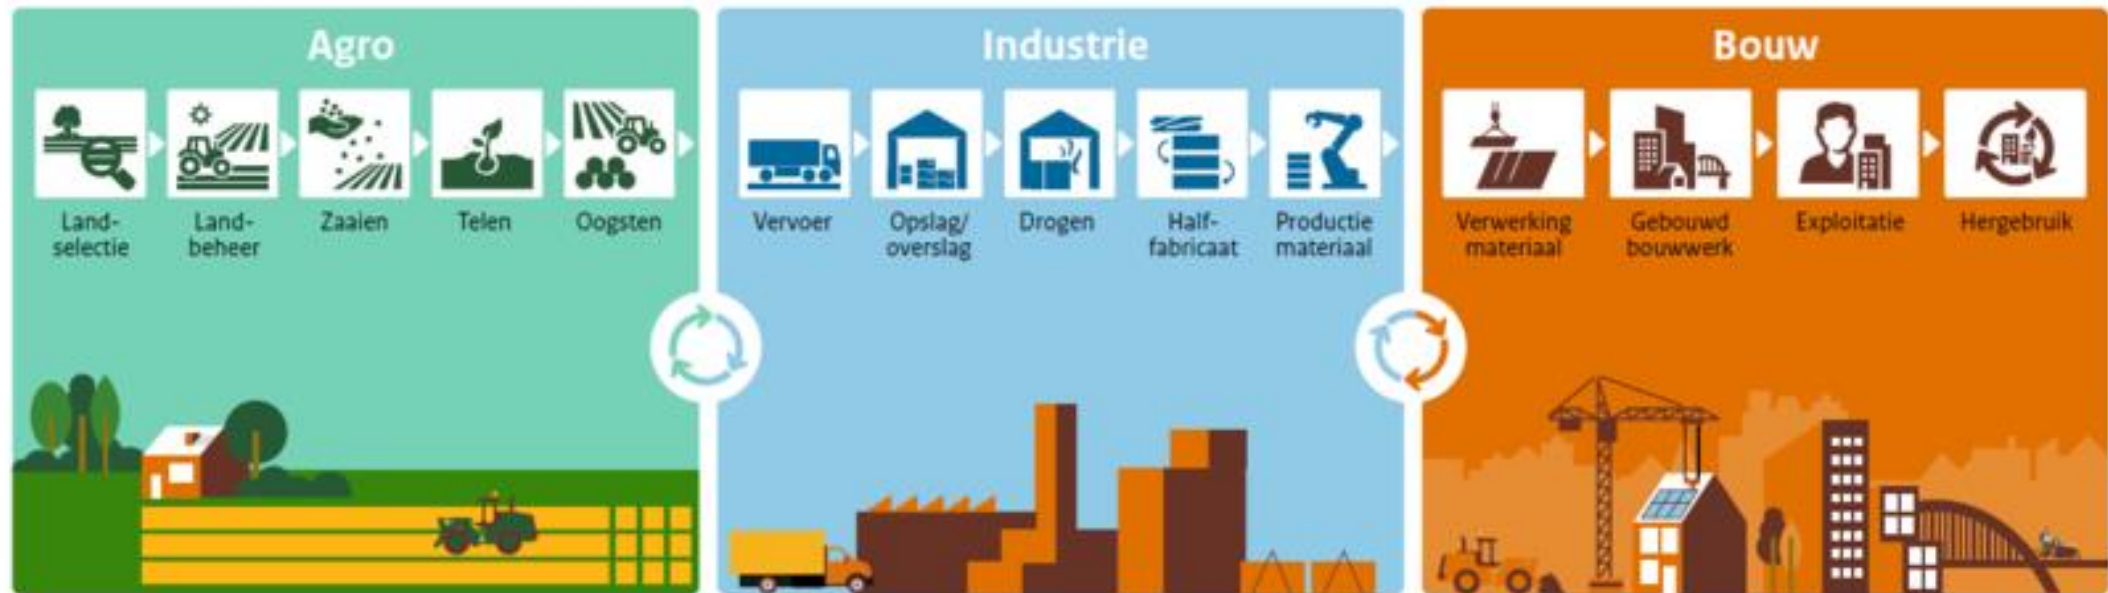 Agro
Land-
selectie
Land-
beheer
Zaaien
Telen
Oogsten
Industrie
Vervoer
Opslag/
overslag
Drogen
Half-
fabricaat
Productie
materiaal
Bouw
Verwerking
materiaal
Gebouwd
bouwwerk
Exploitatie
Hergebruik